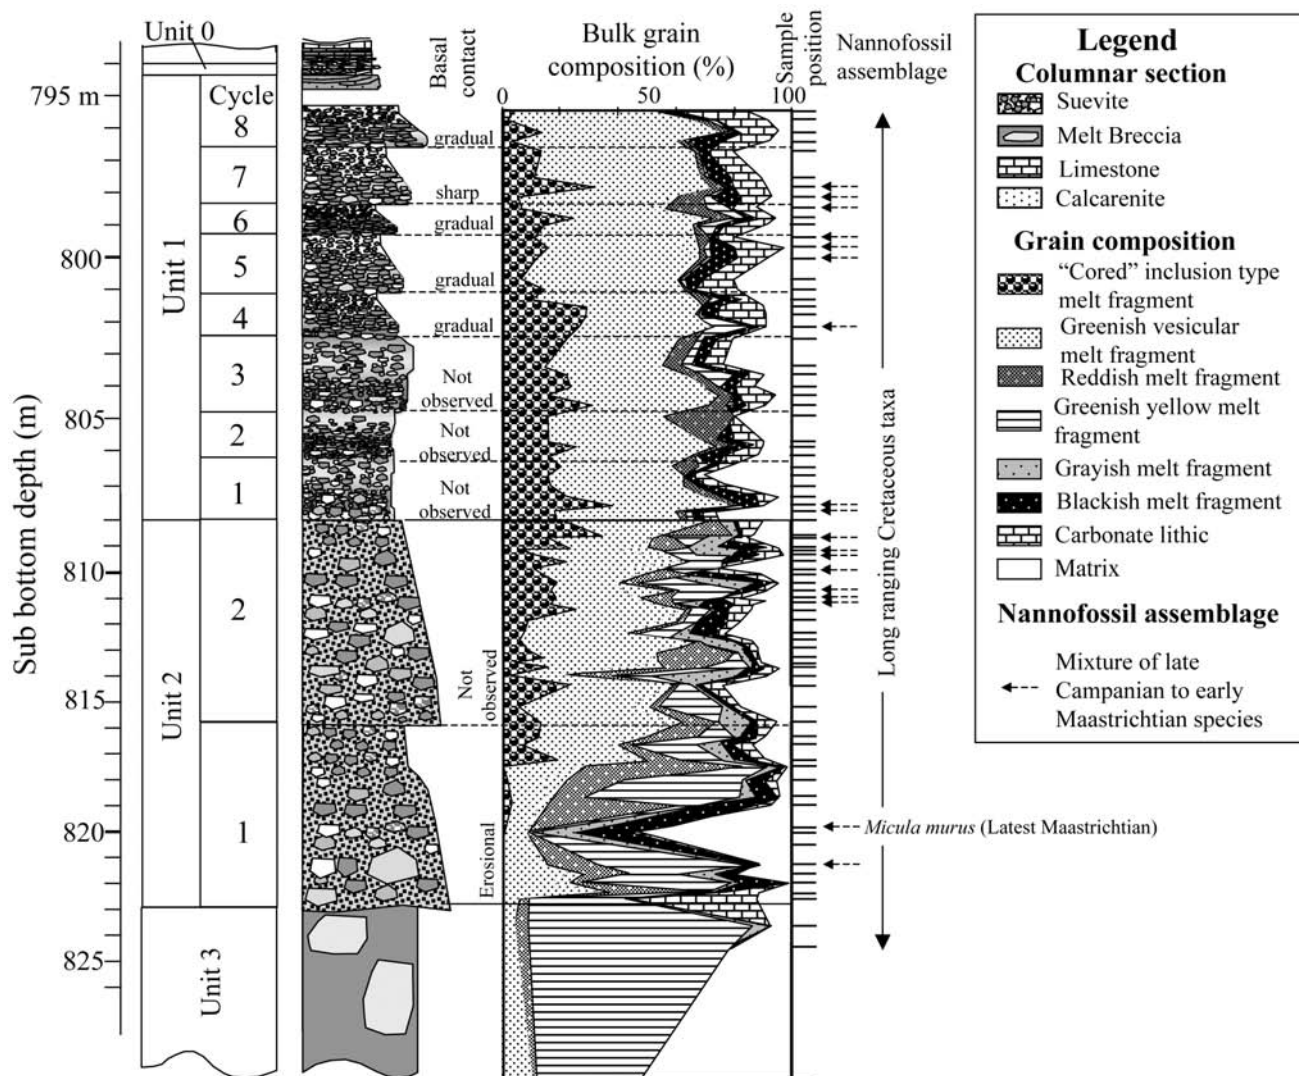 Unit 0
795 m
800
805
810
815
820
825
Sub bottom depth (m)
Unit 1
Unit 2
Unit 3
Cycle
8
7
6
5
4
3
2
1
2
1
Basal
contact
gradual
sharp
gradual
gradual
gradual
Not
observed
Not
observed
Not
observed
Not
observed
Erosional
Bulk grain
composition (%)
0
50
100
Sample
position
Nannofossil
assemblage
Long ranging Cretaceous taxa
Micula murus (Latest Maastrichtian)
Legend
Columnar section
Suevite
Melt Breccia
Limestone
Calcarenite
Grain composition
“Cored” inclusion type
melt fragment
Greenish vesicular
melt fragment
Reddish melt fragment
Greenish yellow melt
fragment
Grayish melt fragment
Blackish melt fragment
Carbonate lithic
Matrix
Nannofossil assemblage
Mixture of late
Campanian to early
Maastrichtian species